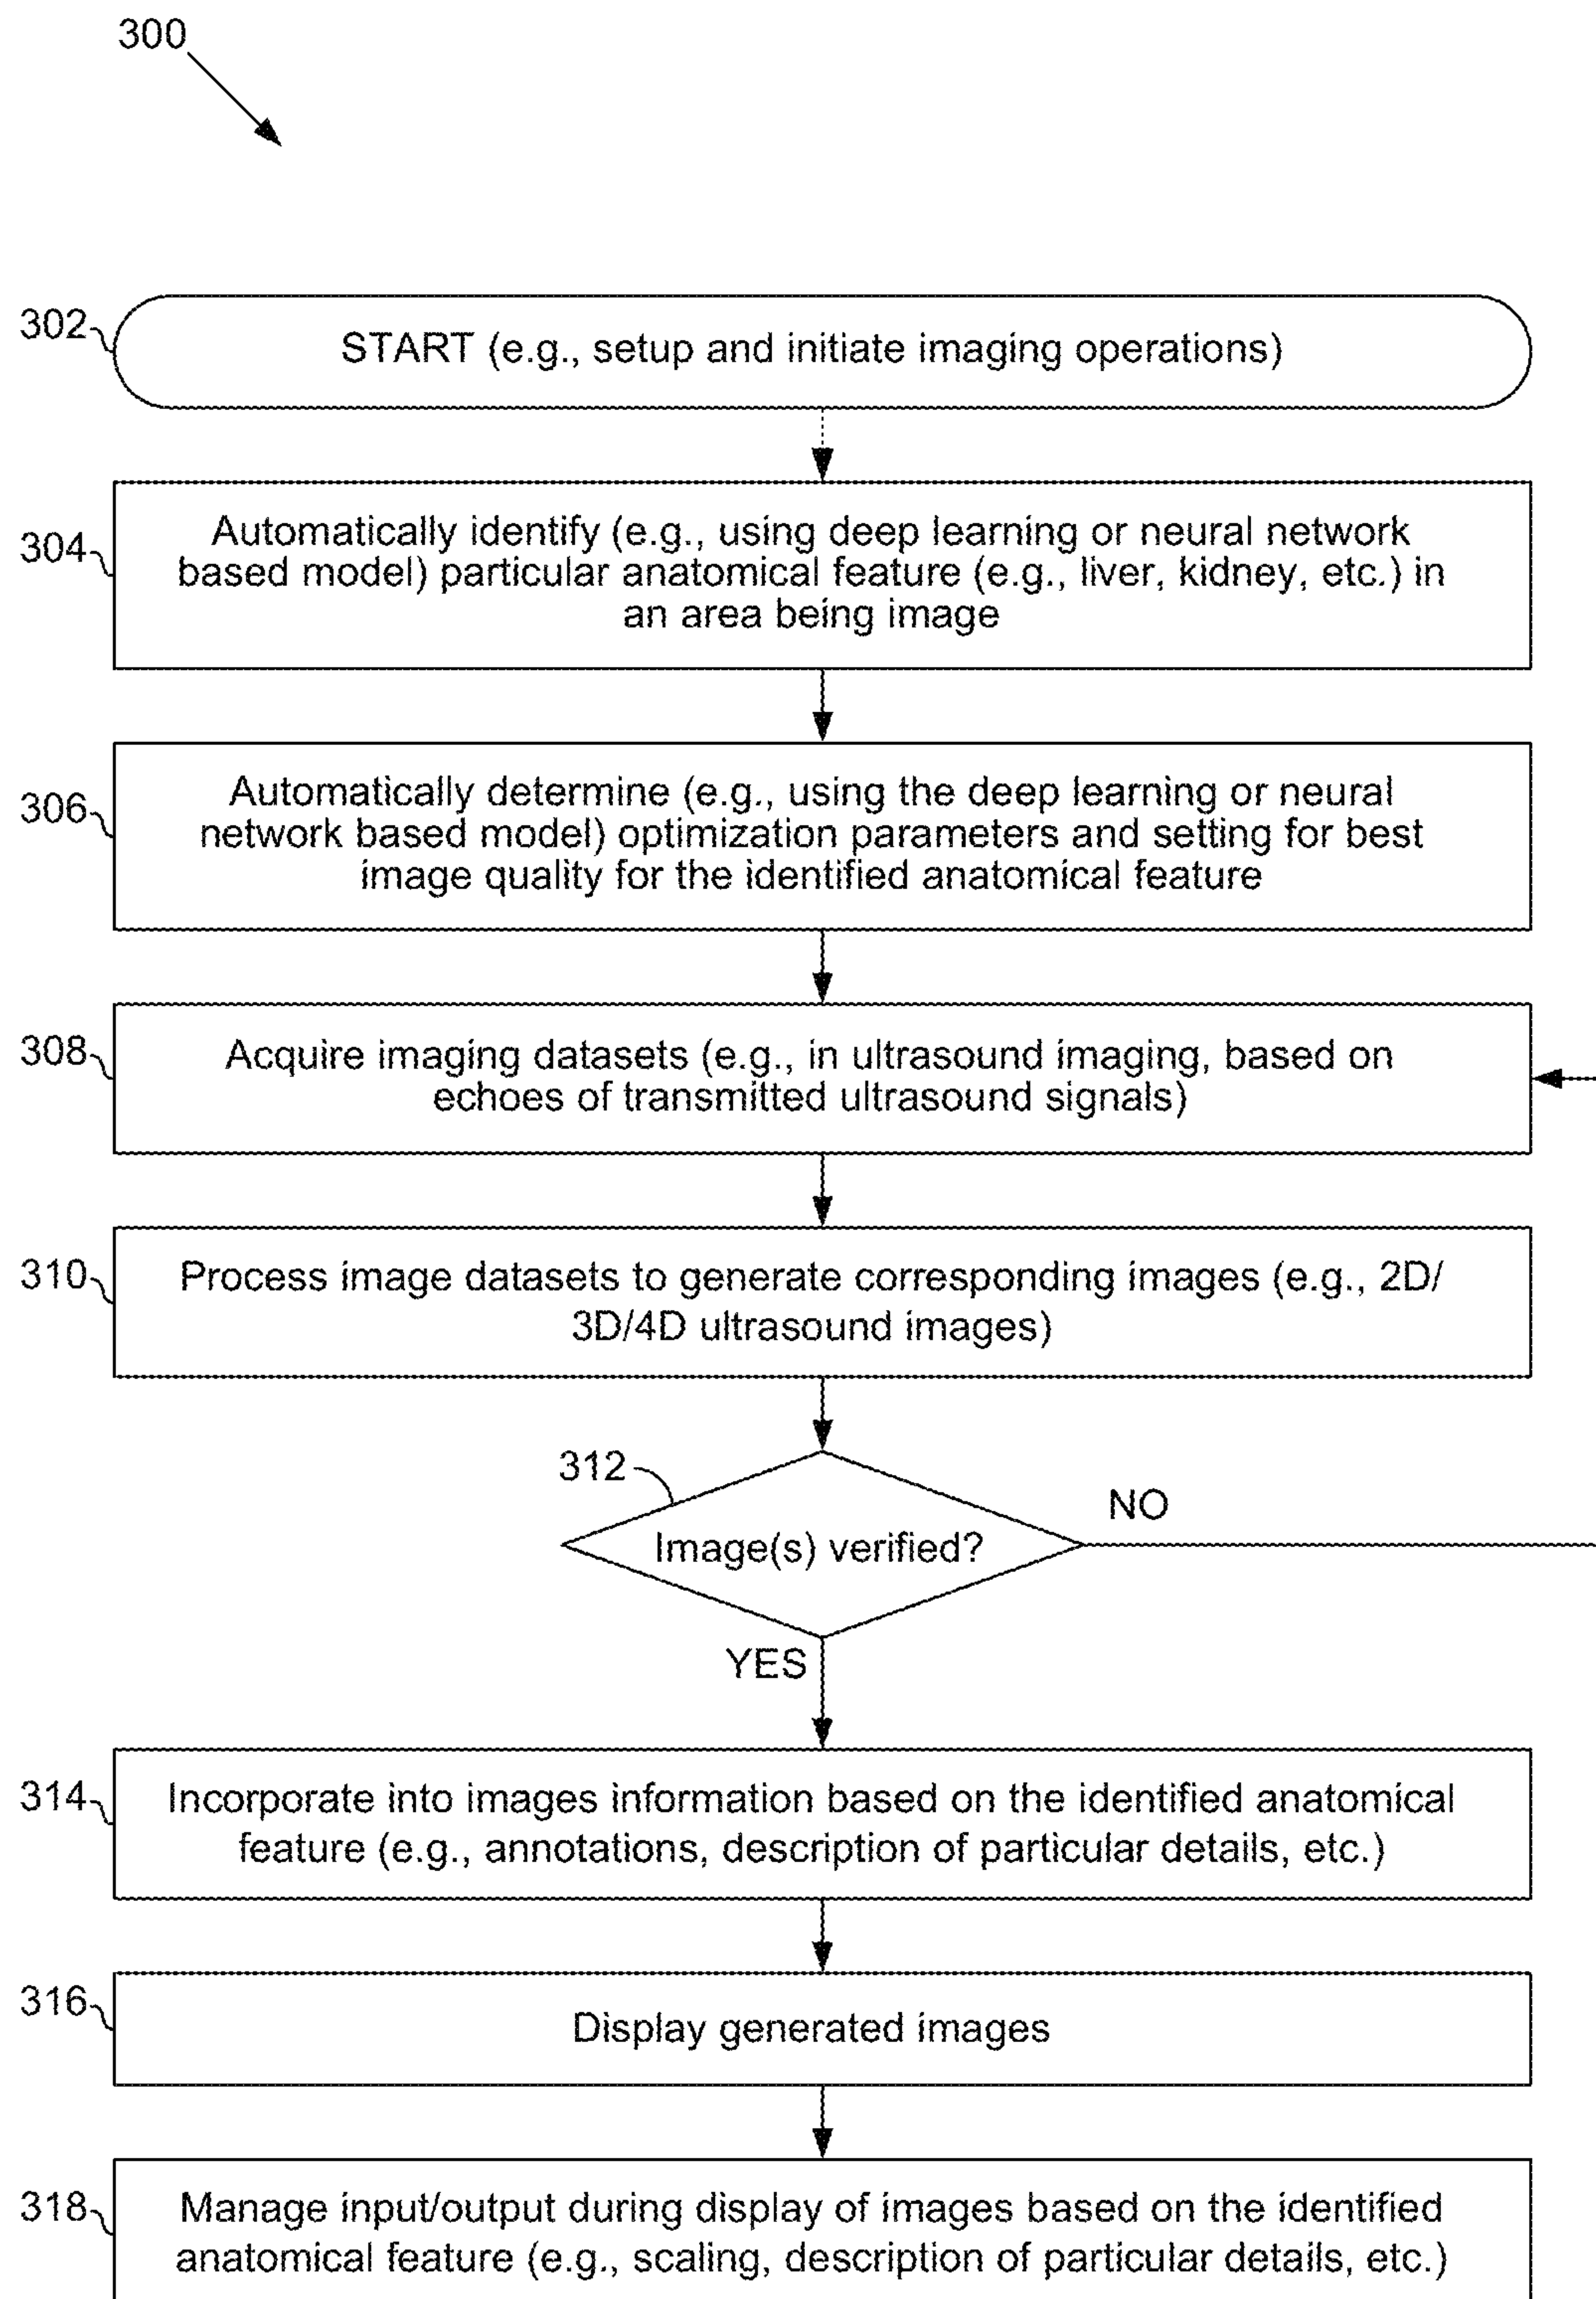 300
302
START (e.g., setup and initiate imaging operations)
304
Automatically identify (e.g., using deep learning or neural network
based model) particular anatomical feature (e.g., liver, kidney, etc.) in
an area being image
306
Automatically determine (e.g., using the deep learning or neural
network based model) optimization parameters and setting for best
image quality for the identified anatomical feature
308
Acquire imaging datasets (e.g., in ultrasound imaging, based on
echoes of transmitted ultrasound signals)
310
Process image datasets to generate corresponding images (e.g., 2D/
3D/4D ultrasound images)
312
Image(s) verified?
NO
YES
314
Incorporate into images information based on the identified anatomical
feature (e.g., annotations, description of particular details, etc.)
316
Display generated images
318
Manage input/output during display of images based on the identified
anatomical feature (e.g., scaling, description of particular details, etc.)